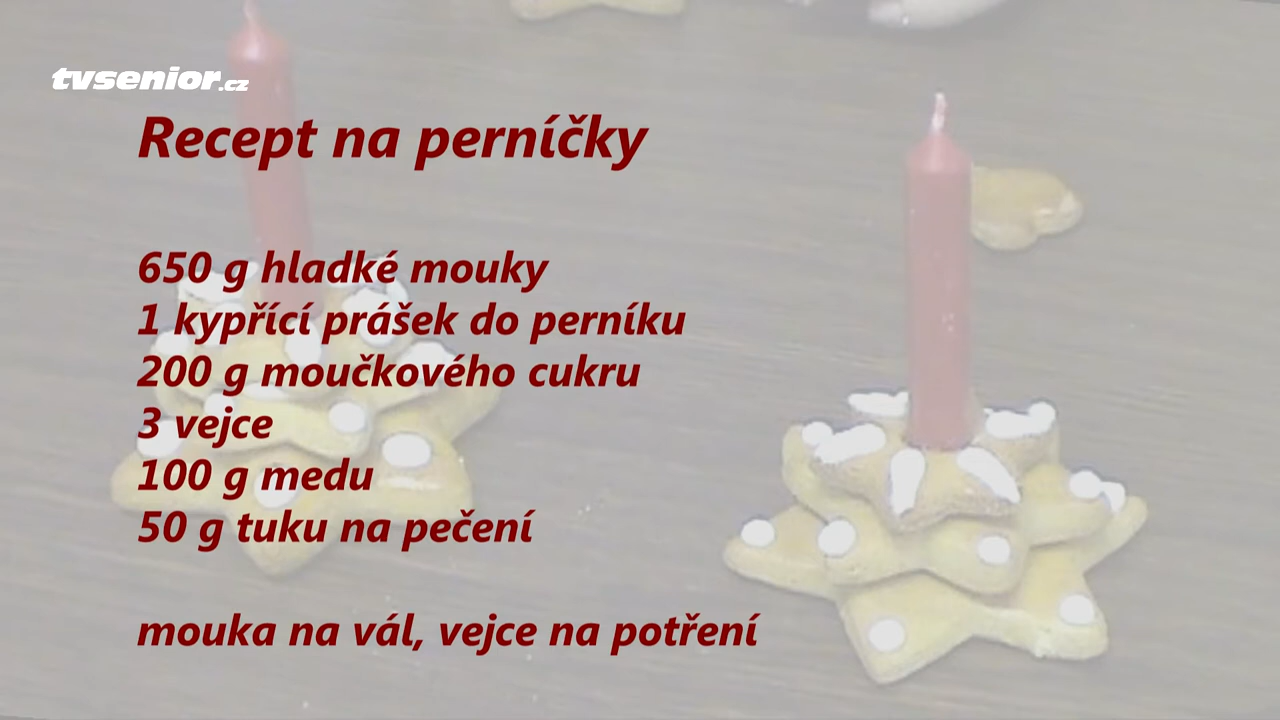 tvsenior.cz
Recept na perníčky
650 g hladké mouky
1 kypřící prášek do perníku
200 g moučkového cukru
3 vejce
100 g medu
50 g tuku na pečení
mouka na vál, vejce na potření